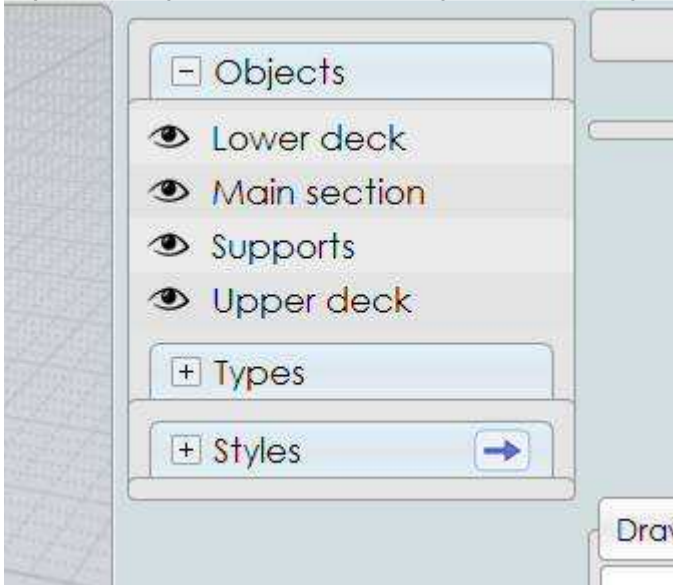 Objects
Lower deck
Main section
Supports
Upper deck
Types
Styles